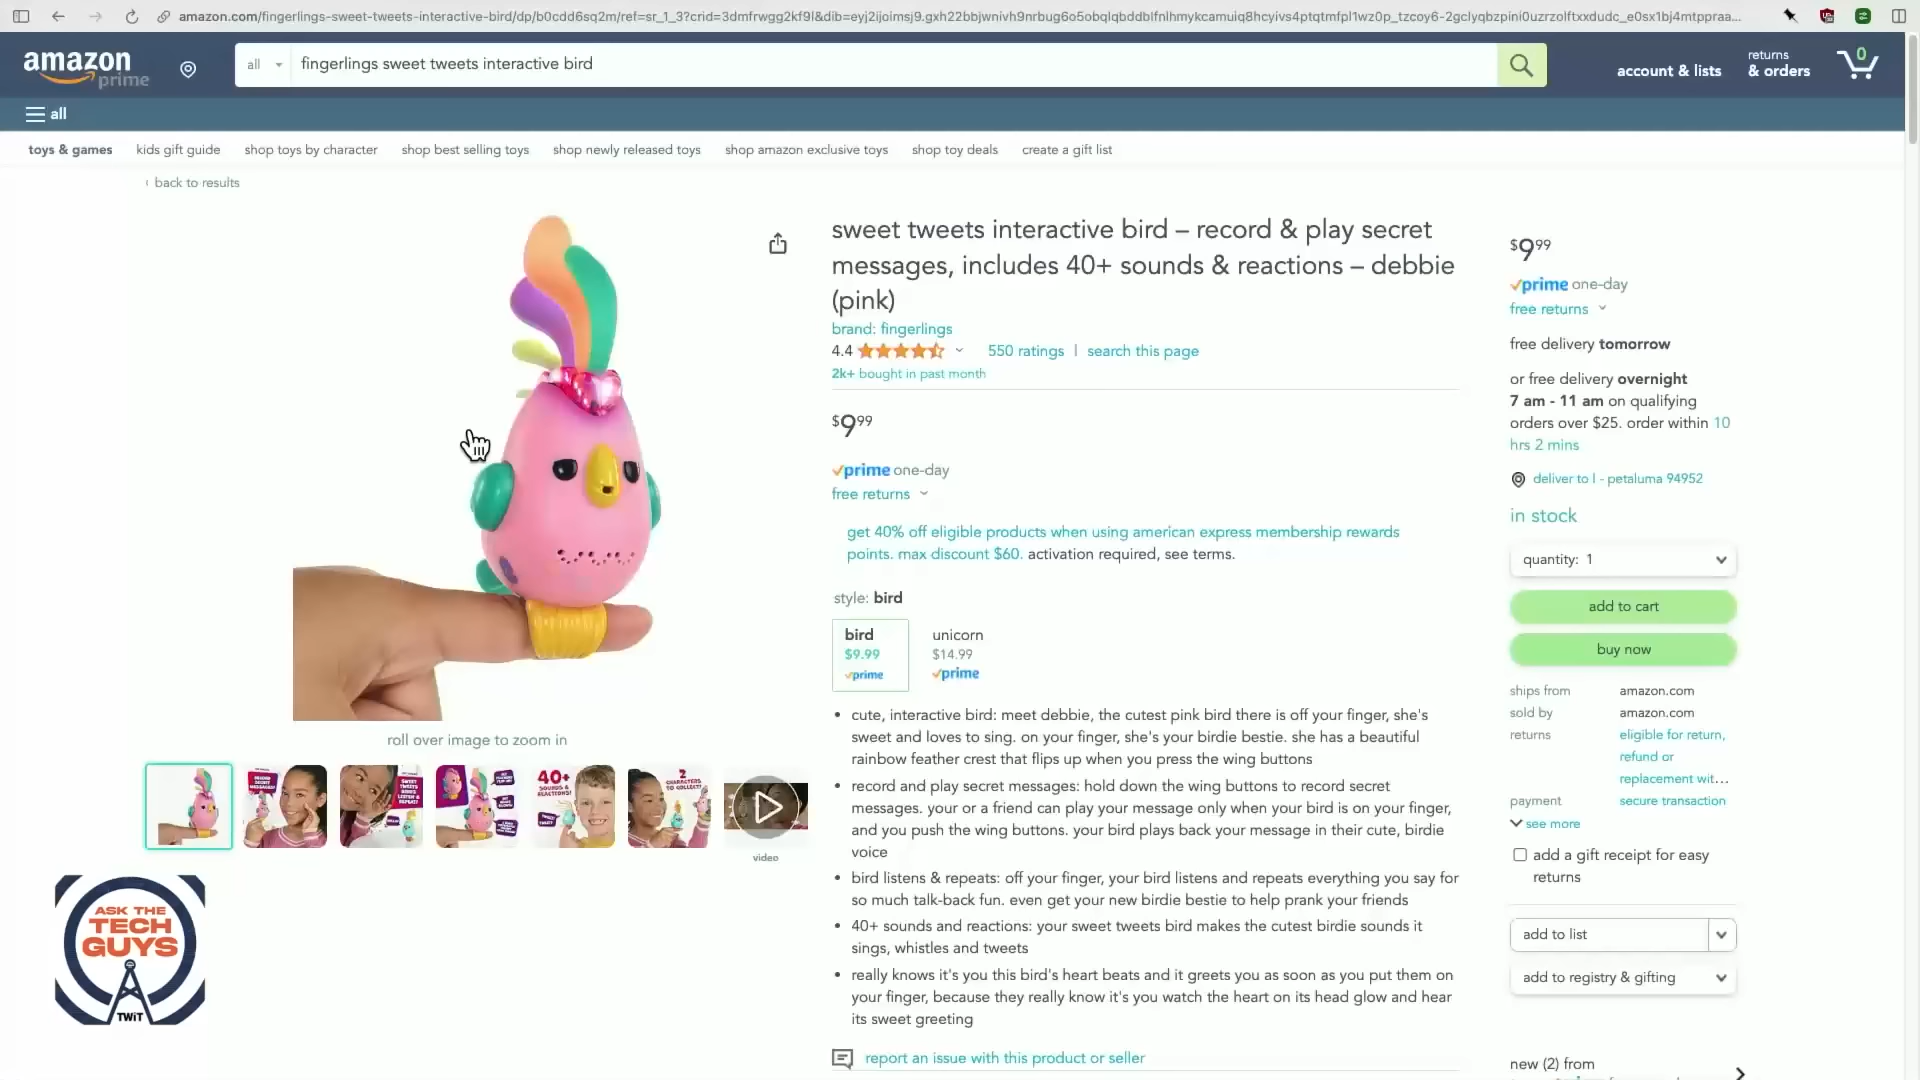 amazon.com/fingerlings-sweet-tweets-interactive-bird/dp/b0cdd6sq2m/ref=sr_1_3?crid=3dmfrwgg2kf9l&dib=eyj2ijoimsj9.gxh22bbjwnivh9nrbug6o5obqlqbddblfnlhmykcamuiq8hcyivs4ptqtmfpl1wz0p_tzcoy6-2gclyqbzpini0uzrzolftxxdudc_e0sx1bj4mtppraa...
amazon
prime
all
fingerlings sweet tweets interactive bird
account & lists
returns
& orders
0
all
toys & games
kids gift guide
shop toys by character
shop best selling toys
shop newly released toys
shop amazon exclusive toys
shop toy deals
create a gift list
‹ back to results
sweet tweets interactive bird – record & play secret
messages, includes 40+ sounds & reactions – debbie
(pink)
brand: fingerlings
4.4
550 ratings | search this page
2k+ bought in past month
$9.99
prime one-day
free returns
get 40% off eligible products when using american express membership rewards
points. max discount $60. activation required, see terms.
style: bird
bird
$9.99
prime
unicorn
$14.99
prime
• cute, interactive bird: meet debbie, the cutest pink bird there is off your finger, she's
sweet and loves to sing. on your finger, she's your birdie bestie. she has a beautiful
rainbow feather crest that flips up when you press the wing buttons
• record and play secret messages: hold down the wing buttons to record secret
messages. your or a friend can play your message only when your bird is on your finger,
and you push the wing buttons. your bird plays back your message in their cute, birdie
voice
• bird listens & repeats: off your finger, your bird listens and repeats everything you say for
so much talk-back fun. even get your new birdie bestie to help prank your friends
• 40+ sounds and reactions: your sweet tweets bird makes the cutest birdie sounds it
sings, whistles and tweets
• really knows it's you this bird's heart beats and it greets you as soon as you put them on
your finger, because they really know it's you watch the heart on its head glow and hear
its sweet greeting
report an issue with this product or seller
roll over image to zoom in
40+
SOUNDS &
REACTIONS!
2
CHARACTERS
TO COLLECT!
video
ASK THE
TECH
GUYS
TWiT
$9.99
prime one-day
free returns
free delivery tomorrow
or free delivery overnight
7 am - 11 am on qualifying
orders over $25. order within 10
hrs 2 mins
deliver to l - petaluma 94952
in stock
quantity: 1
add to cart
buy now
ships from
amazon.com
sold by
amazon.com
returns
eligible for return,
refund or
replacement wit...
payment
secure transaction
see more
add a gift receipt for easy
returns
add to list
add to registry & gifting
new (2) from